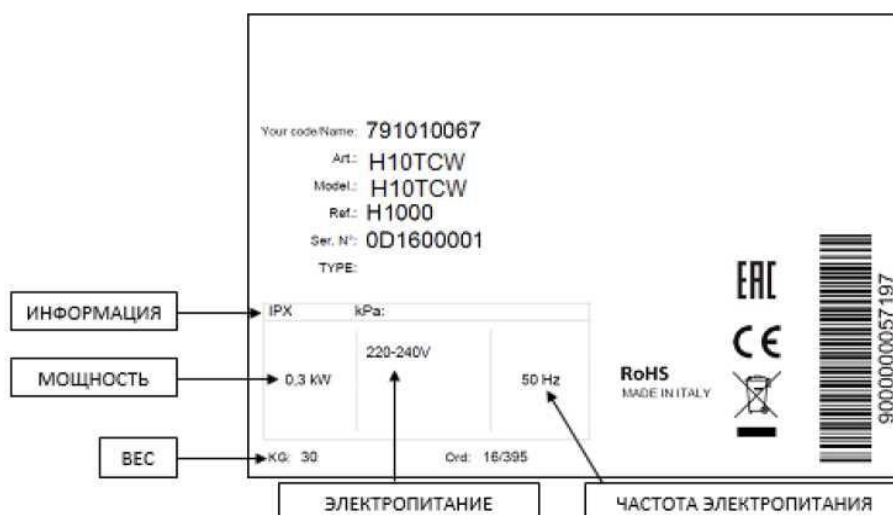 Your code/Name: 791010067
Art.: H10TCW
Model.: H10TCW
Ref.: H1000
Ser. N°: 0D1600001
TYPE:
ИНФОРМАЦИЯ
IPX kPa:
220-240V
МОЩНОСТЬ
0,3 kW
50 Hz
ВЕС
KG: 30 Ord: 16/395
ЭЛЕКТРОПИТАНИЕ
ЧАСТОТА ЭЛЕКТРОПИТАНИЯ
EAC
CE
RoHS
MADE IN ITALY
9000000057197